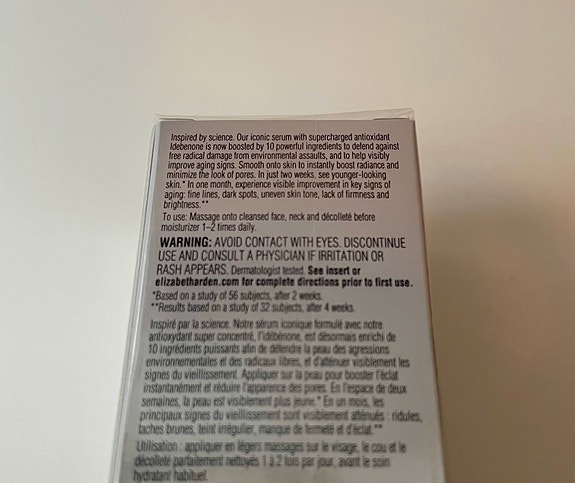 Inspired by science. Our iconic serum with supercharged antioxidant
Idebenone is now boosted by 10 powerful ingredients to defend against
free radical damage from environmental assaults, and to help visibly
improve aging signs. Smooth onto skin to instantly boost radiance and
minimize the look of pores. In just two weeks, see younger-looking
skin.* In one month, experience visible improvement in key signs of
aging: fine lines, dark spots, uneven skin tone, lack of firmness and
brightness.**
To use: Massage onto cleansed face, neck and décolleté before
moisturizer 1–2 times daily.
WARNING: AVOID CONTACT WITH EYES. DISCONTINUE
USE AND CONSULT A PHYSICIAN IF IRRITATION OR
RASH APPEARS. Dermatologist tested. See insert or
elizabetharden.com for complete directions prior to first use.
*Based on a study of 56 subjects, after 2 weeks.
**Results based on a study of 32 subjects, after 4 weeks.
Inspiré par la science. Notre sérum iconique formulé avec notre
antioxydant super concentré, l'idébénone, est désormais enrichi de
10 ingrédients puissants afin de défendre la peau des agressions
environnementales et des radicaux libres, et d'atténuer visiblement les
signes du vieillissement. Appliquer sur la peau pour booster l'éclat
instantanément et réduire l'apparence des pores. En l'espace de deux
semaines, la peau est visiblement plus jeune.* En un mois, les
principaux signes du vieillissement sont visiblement atténués : ridules,
taches brunes, teint irrégulier, manque de fermeté et d'éclat.**
Utilisation : appliquer en légers massages sur le visage, le cou et le
décolleté parfaitement nettoyés 1 à 2 fois par jour, avant le soin
hydratant habituel.